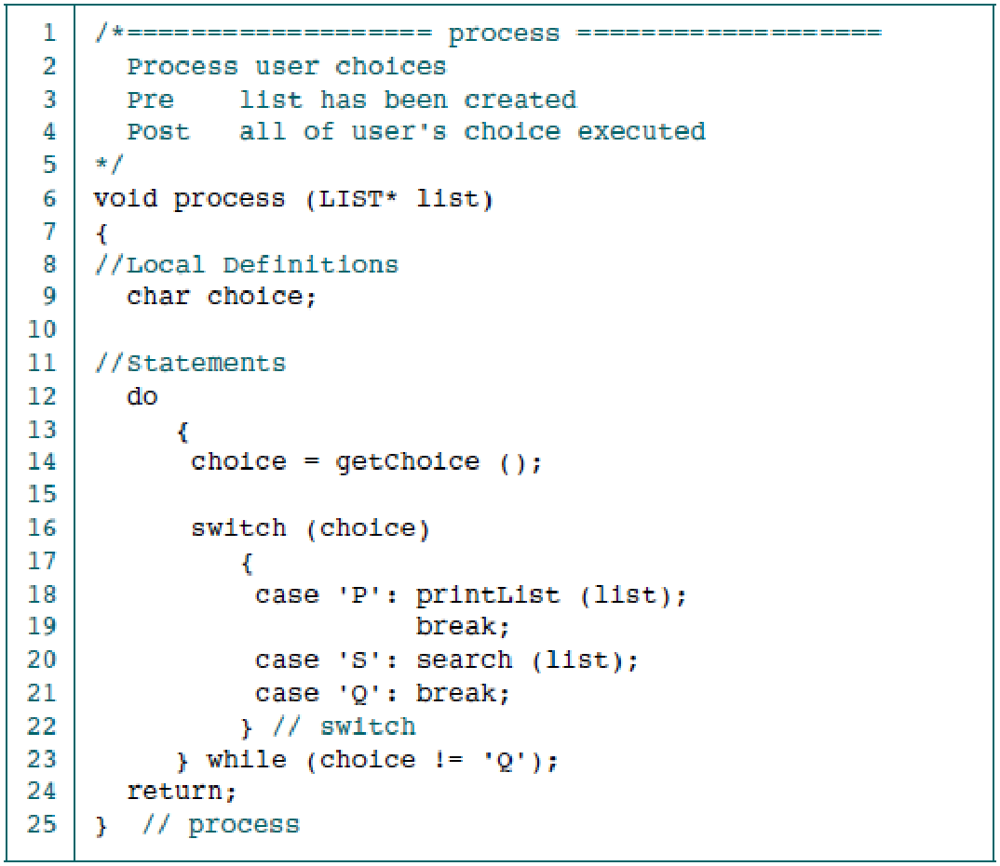 1 /*=================== process ===================
2 Process user choices
3 Pre list has been created
4 Post all of user's choice executed
5 */
6 void process (LIST* list)
7 {
8 //Local Definitions
9 char choice;
10
11 //Statements
12 do
13 {
14 choice = getChoice ();
15
16 switch (choice)
17 {
18 case 'P': printList (list);
19 break;
20 case 'S': search (list);
21 case 'Q': break;
22 } // switch
23 } while (choice != 'Q');
24 return;
25 } // process